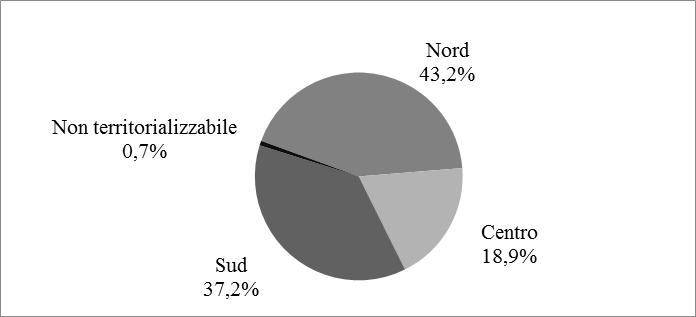 Nord
43,2%
Non territorializzabile
0,7%
Centro
18,9%
Sud
37,2%